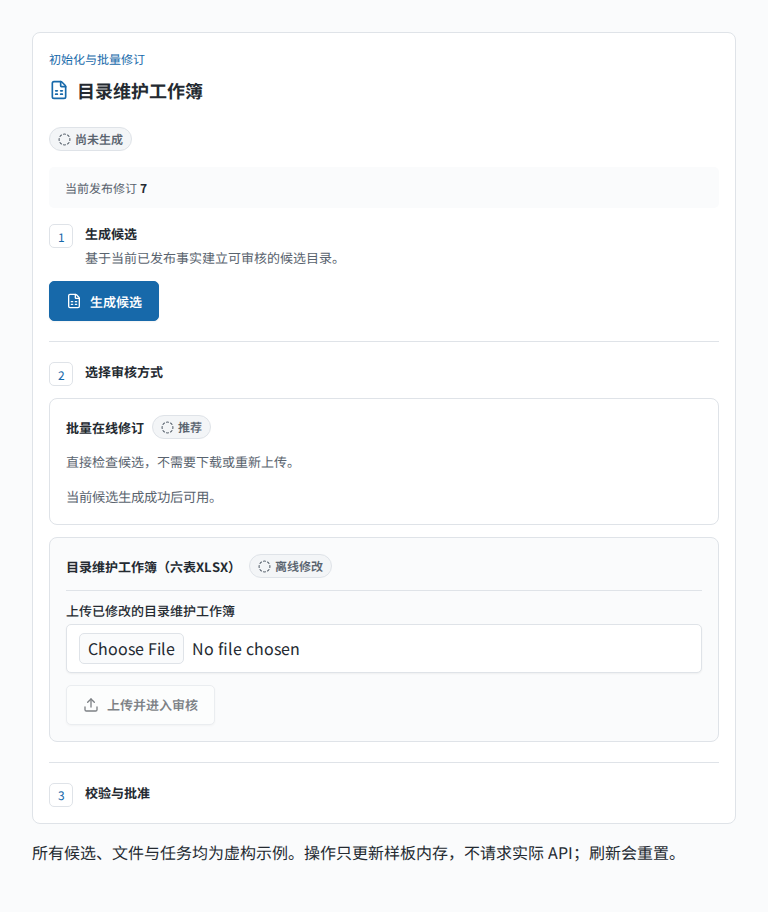 初始化与批量修订
目录维护工作簿
尚未生成
当前发布修订 7
1 生成候选
基于当前已发布事实建立可审核的候选目录。
生成候选
2 选择审核方式
批量在线修订 推荐
直接检查候选，不需要下载或重新上传。
当前候选生成成功后可用。
目录维护工作簿（六表XLSX） 离线修改
上传已修改的目录维护工作簿
Choose File No file chosen
上传并进入审核
3 校验与批准
所有候选、文件与任务均为虚构示例。操作只更新样板内存，不请求实际 API；刷新会重置。